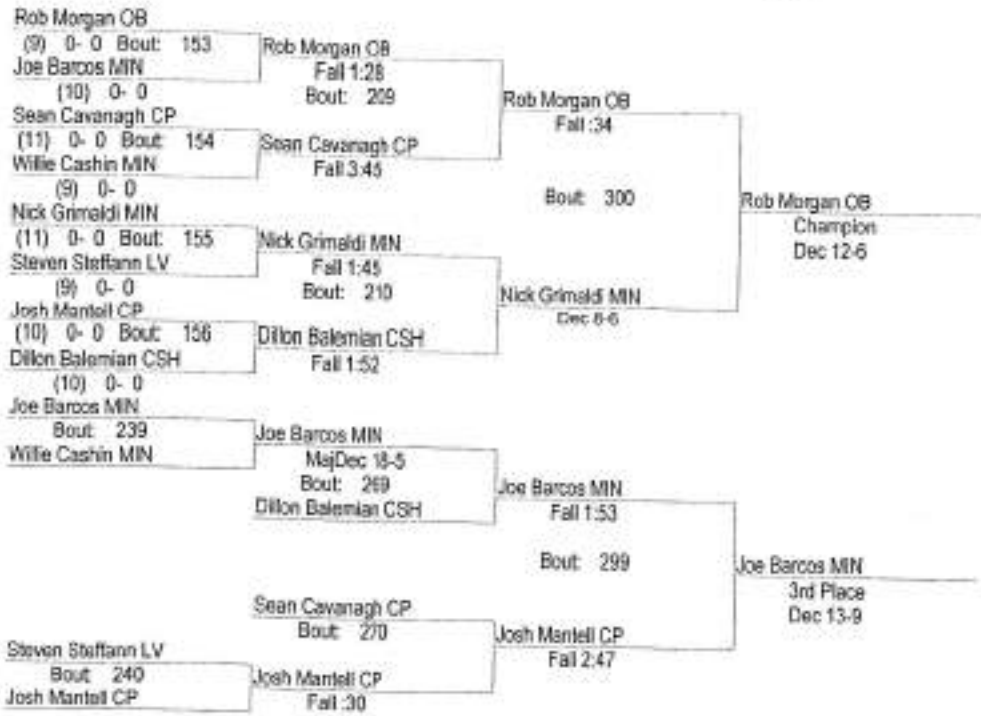 Rob Morgan OB
(9) 0- 0 Bout: 153
Joe Barcos MIN
(10) 0- 0
Sean Cavanagh CP
(11) 0- 0 Bout: 154
Willie Cashin MIN
(9) 0- 0
Nick Grimaldi MIN
(11) 0- 0 Bout: 155
Steven Steffann LV
(9) 0- 0
Josh Mantell CP
(10) 0- 0 Bout: 156
Dillon Balemian CSH
(10) 0- 0
Joe Barcos MIN
Bout: 239
Willie Cashin MIN
Steven Steffann LV
Bout: 240
Josh Mantell CP
Rob Morgan OB
Fall 1:28
Bout: 209
Sean Cavanagh CP
Fall 3:45
Nick Grimaldi MIN
Fall 1:45
Bout: 210
Dillon Balemian CSH
Fall 1:52
Joe Barcos MIN
MajDec 18-5
Bout: 269
Dillon Balemian CSH
Sean Cavanagh CP
Bout: 270
Josh Mantell CP
Fall :30
Rob Morgan OB
Fall :34
Bout: 300
Nick Grimaldi MIN
Dec 8-6
Joe Barcos MIN
Fall 1:53
Bout: 299
Josh Mantell CP
Fall 2:47
Rob Morgan OB
Champion
Dec 12-6
Joe Barcos MIN
3rd Place
Dec 13-9